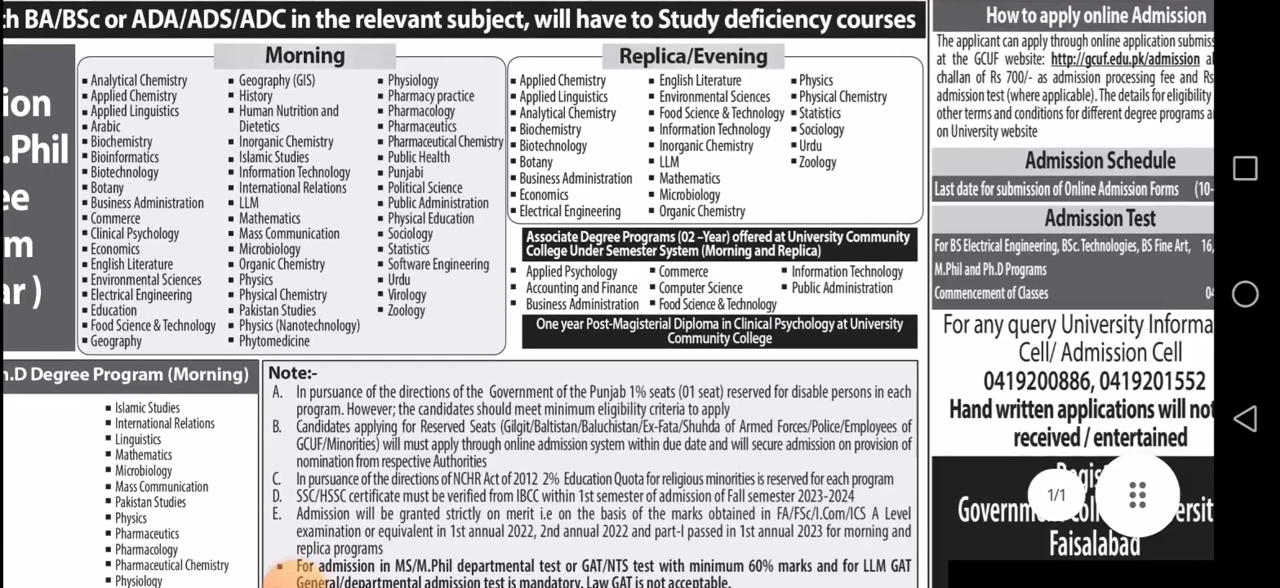 BA/BSc or ADA/ADS/ADC in the relevant subject, will have to Study deficiency courses
Morning
▪ Analytical Chemistry
▪ Applied Chemistry
▪ Applied Linguistics
▪ Arabic
▪ Biochemistry
▪ Bioinformatics
▪ Biotechnology
▪ Botany
▪ Business Administration
▪ Commerce
▪ Clinical Psychology
▪ Economics
▪ English Literature
▪ Environmental Sciences
▪ Electrical Engineering
▪ Education
▪ Food Science & Technology
▪ Geography
▪ Geography (GIS)
▪ History
▪ Human Nutrition and
Dietetics
▪ Inorganic Chemistry
▪ Islamic Studies
▪ Information Technology
▪ International Relations
▪ LLM
▪ Mathematics
▪ Mass Communication
▪ Microbiology
▪ Organic Chemistry
▪ Physics
▪ Physical Chemistry
▪ Pakistan Studies
▪ Physics (Nanotechnology)
▪ Phytomedicine
▪ Physiology
▪ Pharmacy practice
▪ Pharmacology
▪ Pharmaceutics
▪ Pharmaceutical Chemistry
▪ Public Health
▪ Punjabi
▪ Political Science
▪ Public Administration
▪ Physical Education
▪ Sociology
▪ Statistics
▪ Software Engineering
▪ Urdu
▪ Virology
▪ Zoology
Replica/Evening
▪ Applied Chemistry
▪ Applied Linguistics
▪ Analytical Chemistry
▪ Biochemistry
▪ Biotechnology
▪ Botany
▪ Business Administration
▪ Economics
▪ Electrical Engineering
▪ English Literature
▪ Environmental Sciences
▪ Food Science & Technology
▪ Information Technology
▪ Inorganic Chemistry
▪ LLM
▪ Mathematics
▪ Microbiology
▪ Organic Chemistry
▪ Physics
▪ Physical Chemistry
▪ Statistics
▪ Sociology
▪ Urdu
▪ Zoology
Associate Degree Programs (02 –Year) offered at University Community
College Under Semester System (Morning and Replica)
▪ Applied Psychology
▪ Accounting and Finance
▪ Business Administration
▪ Commerce
▪ Computer Science
▪ Food Science & Technology
▪ Information Technology
▪ Public Administration
One year Post-Magisterial Diploma in Clinical Psychology at University
Community College
.D Degree Program (Morning)
▪ Islamic Studies
▪ International Relations
▪ Linguistics
▪ Mathematics
▪ Microbiology
▪ Mass Communication
▪ Pakistan Studies
▪ Physics
▪ Pharmaceutics
▪ Pharmacology
▪ Pharmaceutical Chemistry
▪ Physiology
Note:-
A. In pursuance of the directions of the Government of the Punjab 1% seats (01 seat) reserved for disable persons in each
program. However; the candidates should meet minimum eligibility criteria to apply
B. Candidates applying for Reserved Seats (Gilgit/Baltistan/Baluchistan/Ex-Fata/Shuhda of Armed Forces/Police/Employees of
GCUF/Minorities) will must apply through online admission system within due date and will secure admission on provision of
nomination from respective Authorities
C. In pursuance of the directions of NCHR Act of 2012 2% Education Quota for religious minorities is reserved for each program
D. SSC/HSSC certificate must be verified from IBCC within 1st semester of admission of Fall semester 2023-2024
E. Admission will be granted strictly on merit i.e on the basis of the marks obtained in FA/FSc/I.Com/ICS A Level
examination or equivalent in 1st annual 2022, 2nd annual 2022 and part-I passed in 1st annual 2023 for morning and
replica programs
▪ For admission in MS/M.Phil departmental test or GAT/NTS test with minimum 60% marks and for LLM GAT
General/departmental admission test is mandatory. Law GAT is not acceptable.
How to apply online Admission
The applicant can apply through online application
at the GCUF website: http://gcuf.edu.pk/admission
challan of Rs 700/- as admission processing fee and Rs
admission test (where applicable). The details for eligibility
other terms and conditions for different degree programs
on University website
Admission Schedule
Last date for submission of Online Admission Forms (10-
Admission Test
For BS Electrical Engineering, BSc. Technologies, BS Fine Art, 16,
M.Phil and Ph.D Programs
Commencement of Classes
For any query University
Cell/ Admission Cell
0419200886, 0419201552
Hand written applications will not
received / entertained
1/1
Faisalabad